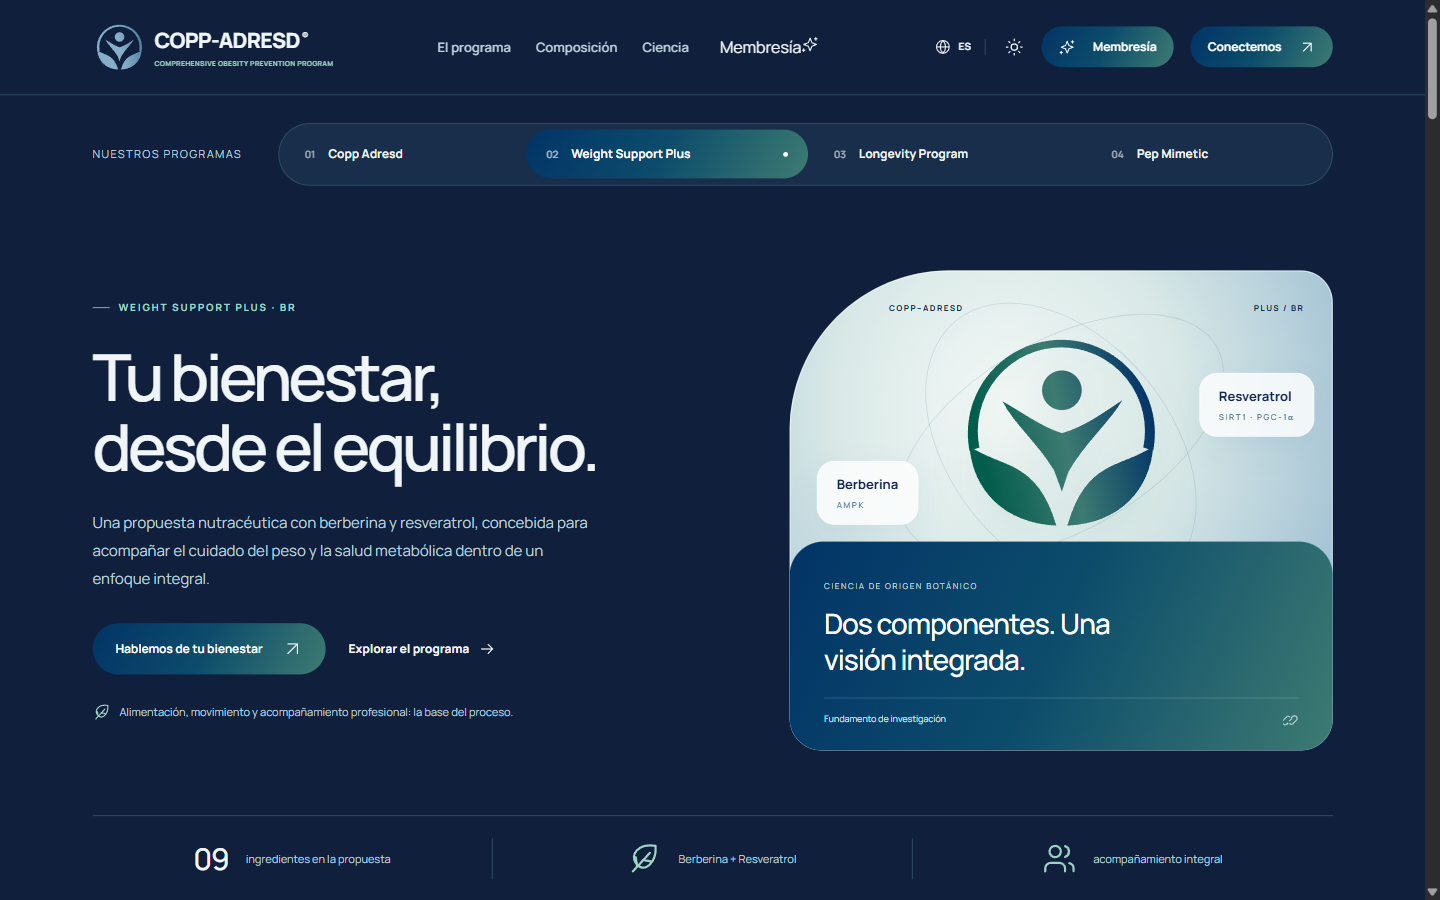 COPP-ADRESD®
COMPREHENSIVE OBESITY PREVENTION PROGRAM
El programa
Composición
Ciencia
Membresía
ES
Membresía
Conectemos
NUESTROS PROGRAMAS
01 Copp Adresd
02 Weight Support Plus
03 Longevity Program
04 Pep Mimetic
WEIGHT SUPPORT PLUS · BR
Tu bienestar,
desde el equilibrio.
Una propuesta nutracéutica con berberina y resveratrol, concebida para
acompañar el cuidado del peso y la salud metabólica dentro de un
enfoque integral.
Hablemos de tu bienestar
Explorar el programa
Alimentación, movimiento y acompañamiento profesional: la base del proceso.
COPP-ADRESD
PLUS / BR
Resveratrol
SIRT1 · PGC-1α
Berberina
AMPK
CIENCIA DE ORIGEN BOTÁNICO
Dos componentes. Una
visión integrada.
Fundamento de investigación
09 ingredientes en la propuesta
Berberina + Resveratrol
acompañamiento integral